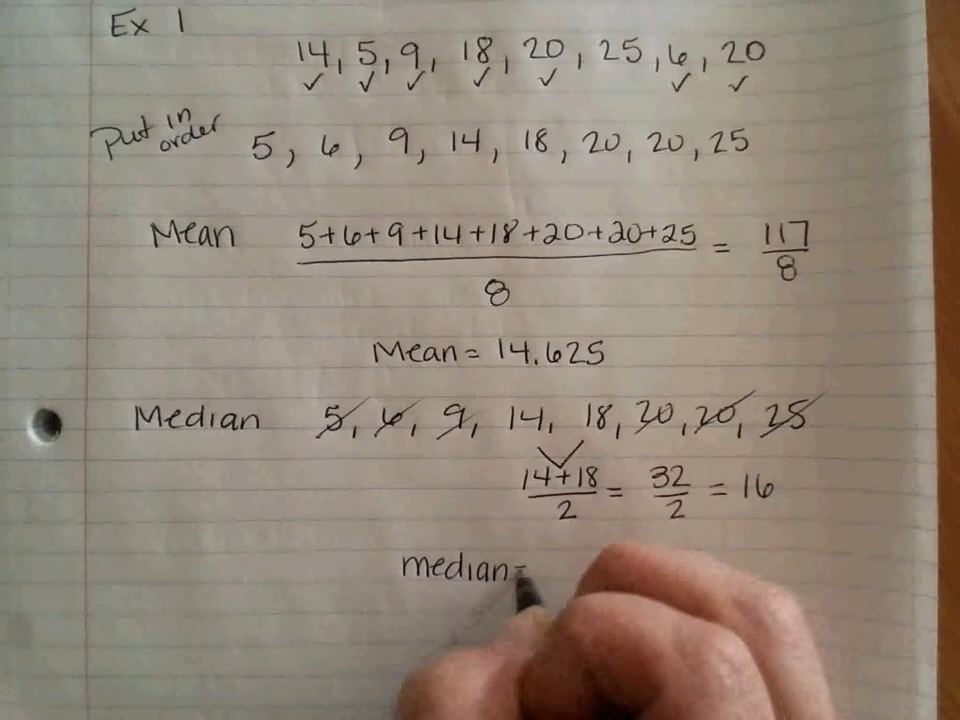 Ex 1
14, 5, 9, 18, 20, 25, 6, 20
✓ ✓ ✓ ✓ ✓ ✓ ✓
Put in order 5, 6, 9, 14, 18, 20, 20, 25
Mean 5+6+9+14+18+20+20+25 / 8 = 117 / 8
Mean = 14.625
Median 5, 6, 9, 14, 18, 20, 20, 25
14+18 / 2 = 32 / 2 = 16
median=